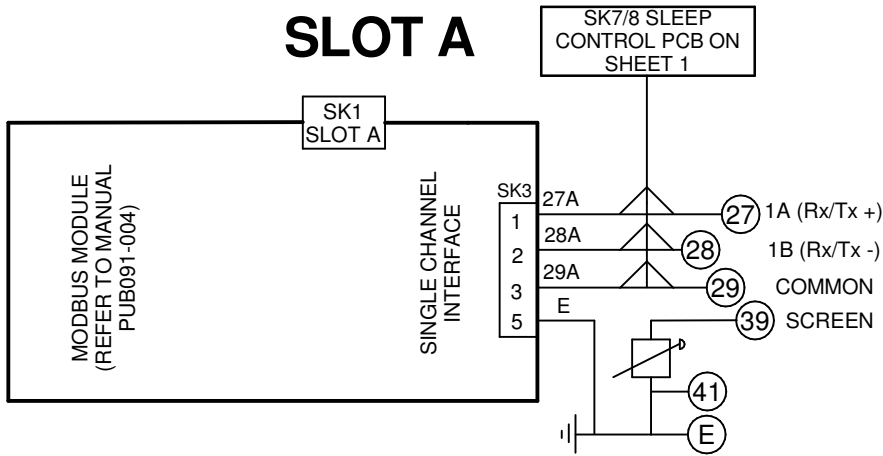 SLOT A
SK7/8 SLEEP
CONTROL PCB ON
SHEET 1
SK1
SLOT A
MODBUS MODULE
(REFER TO MANUAL
PUB091-004)
SINGLE CHANNEL
INTERFACE
SK3
1
2
3
5
27A
28A
29A
E
27 1A (Rx/Tx +)
28 1B (Rx/Tx -)
29 COMMON
39 SCREEN
41
E